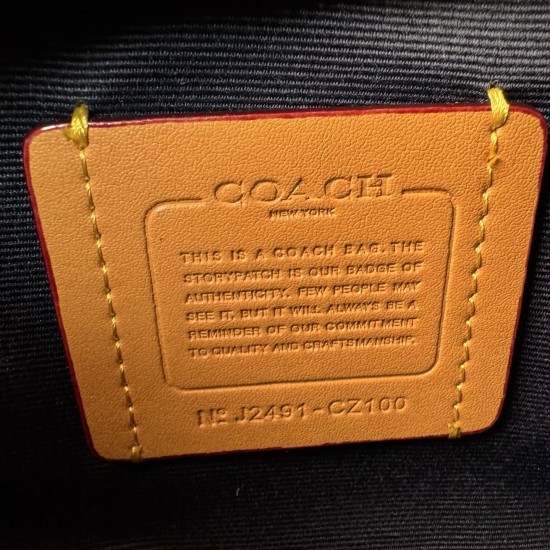 COACH
NEW YORK
THIS IS A COACH BAG. THE
STORYPATCH IS OUR BADGE OF
AUTHENTICITY. FEW PEOPLE MAY
SEE IT, BUT IT WILL ALWAYS BE A
REMINDER OF OUR COMMITMENT
TO QUALITY AND CRAFTSMANSHIP.
Nº J2491-CZ100